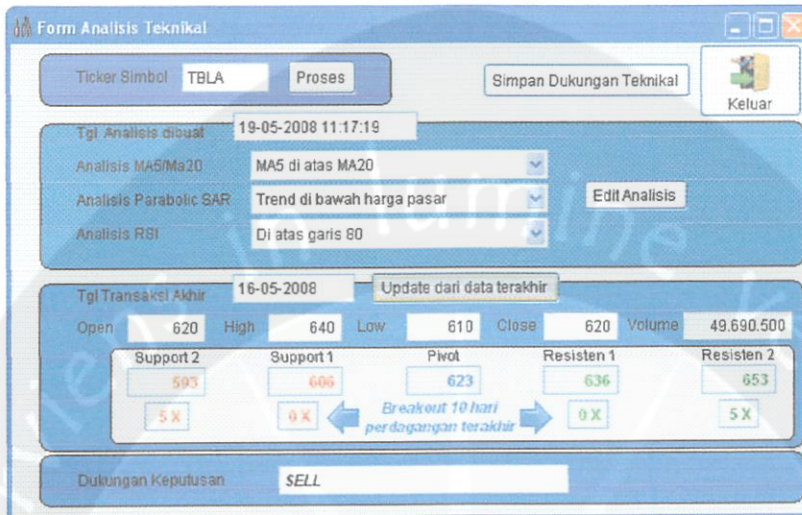 Form Analisis Teknikal
Ticker Simbol TBLA Proses Simpan Dukungan Teknikal Keluar
Tgl Analisis dibuat 19-05-2008 11:17:19
Analisis MA5/Ma20 MA5 di atas MA20
Analisis Parabolic SAR Trend di bawah harga pasar Edit Analisis
Analisis RSI Di atas garis 80
Tgl Transaksi Akhir 16-05-2008 Update dari data terakhir
Open 620 High 640 Low 610 Close 620 Volume 49.690.500
Support 2 Support 1 Pivot Resisten 1 Resisten 2
593 606 623 636 653
5 X 0 X Breakout 10 hari 0 X 5 X
perdagangan terakhir
Dukungan Keputusan SELL
in lumine